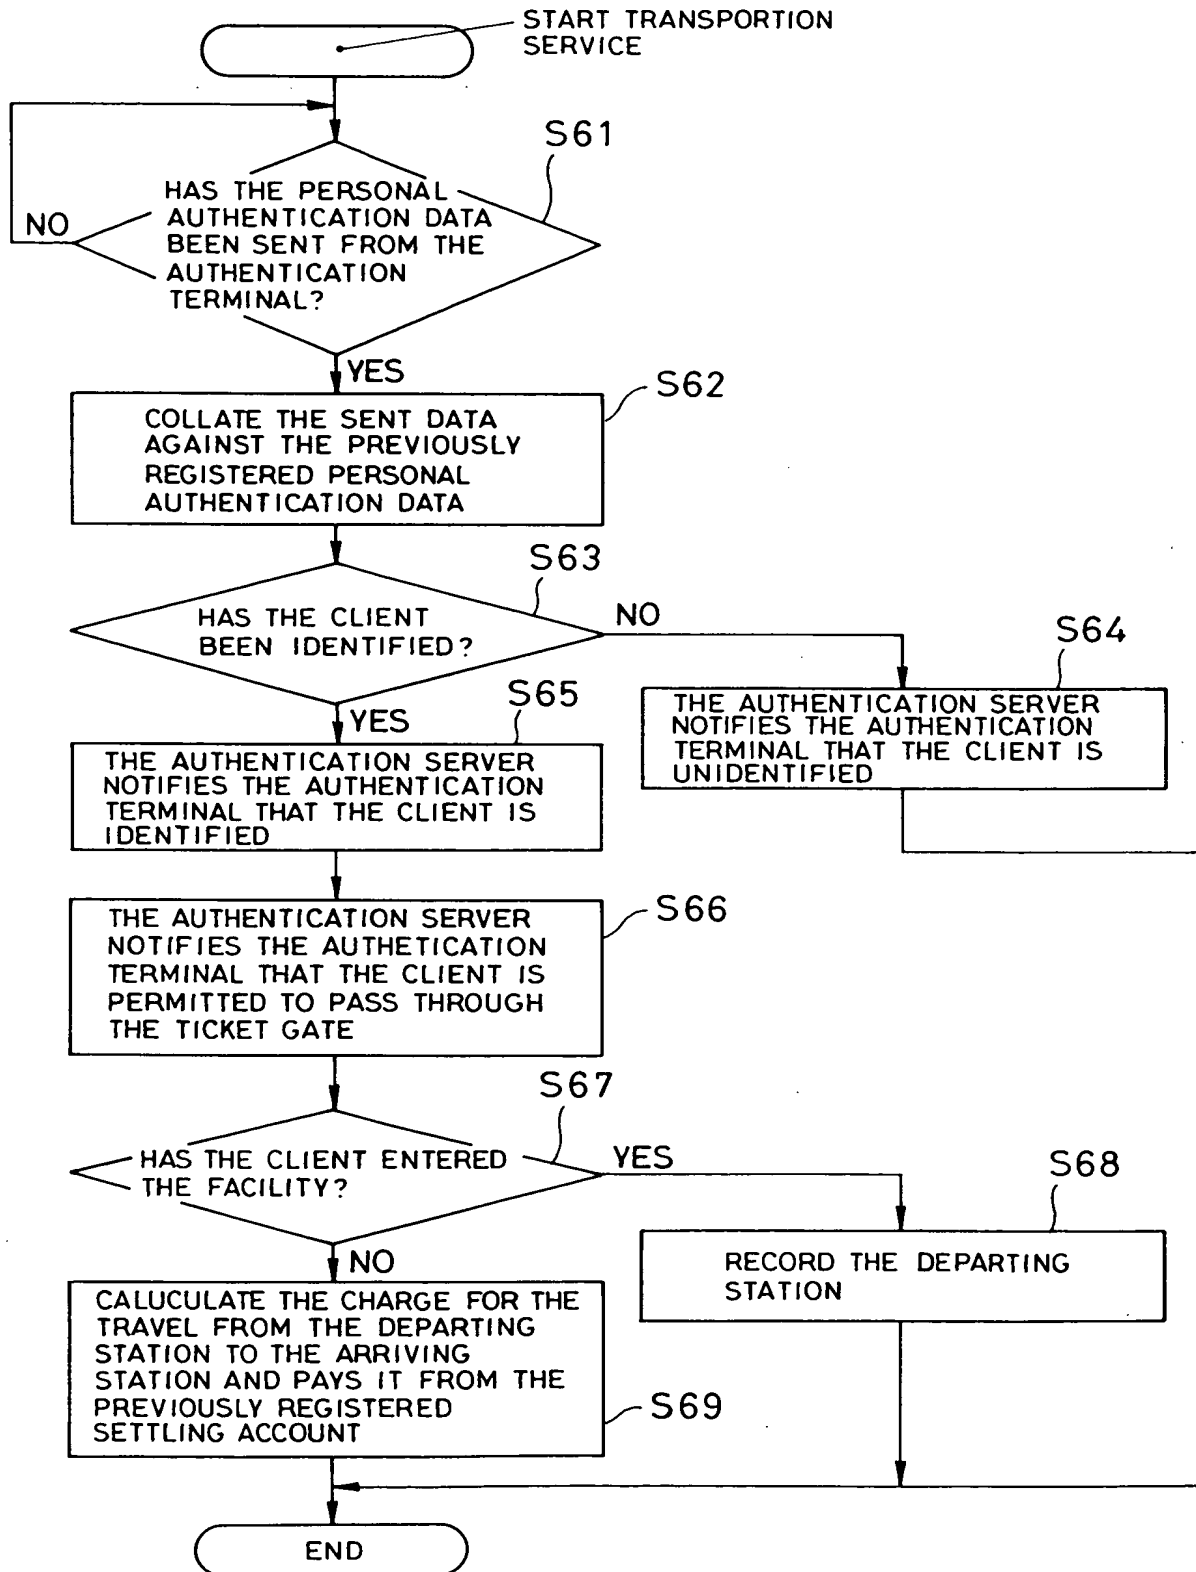 START TRANSPORTION
SERVICE
S61
HAS THE PERSONAL
AUTHENTICATION DATA
BEEN SENT FROM THE
AUTHENTICATION
TERMINAL?
NO
YES
S62
COLLATE THE SENT DATA
AGAINST THE PREVIOUSLY
REGISTERED PERSONAL
AUTHENTICATION DATA
S63
HAS THE CLIENT
BEEN IDENTIFIED?
NO
S64
THE AUTHENTICATION SERVER
NOTIFIES THE AUTHENTICATION
TERMINAL THAT THE CLIENT IS
UNIDENTIFIED
YES
S65
THE AUTHENTICATION SERVER
NOTIFIES THE AUTHENTICATION
TERMINAL THAT THE CLIENT IS
IDENTIFIED
S66
THE AUTHENTICATION SERVER
NOTIFIES THE AUTHETICATION
TERMINAL THAT THE CLIENT IS
PERMITTED TO PASS THROUGH
THE TICKET GATE
S67
HAS THE CLIENT ENTERED
THE FACILITY?
YES
S68
RECORD THE DEPARTING
STATION
NO
CALUCULATE THE CHARGE FOR THE
TRAVEL FROM THE DEPARTING
STATION TO THE ARRIVING
STATION AND PAYS IT FROM THE
PREVIOUSLY REGISTERED
SETTLING ACCOUNT
S69
END